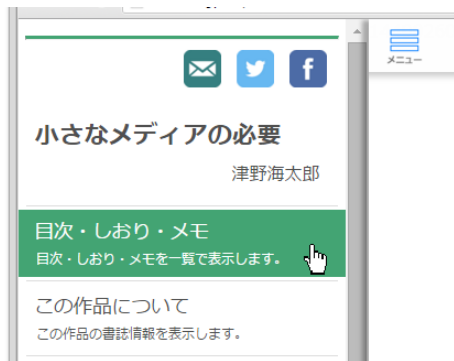 メニュー
小さなメディアの必要
津野海太郎
目次・しおり・メモ
目次・しおり・メモを一覧で表示します。
この作品について
この作品の書誌情報を表示します。